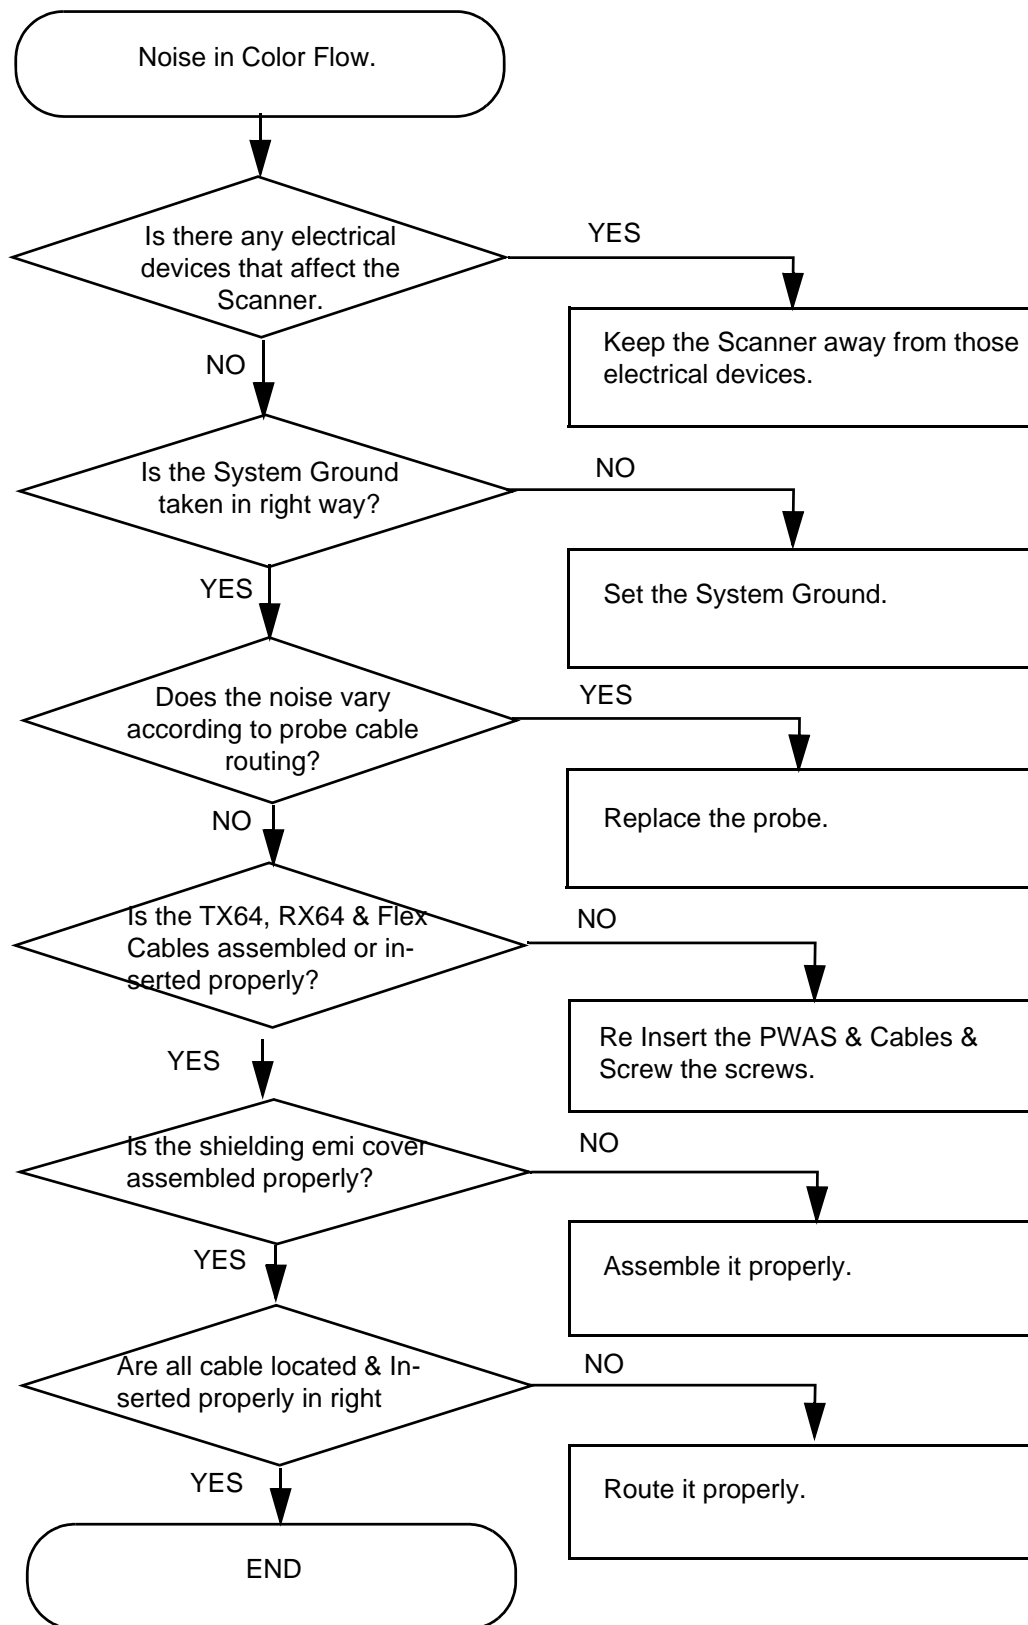 Noise in Color Flow.
Is there any electrical
devices that affect the
Scanner.
YES
Keep the Scanner away from those
electrical devices.
NO
Is the System Ground
taken in right way?
NO
Set the System Ground.
YES
Does the noise vary
according to probe cable
routing?
YES
Replace the probe.
NO
Is the TX64, RX64 & Flex
Cables assembled or in-
serted properly?
NO
Re Insert the PWAS & Cables &
Screw the screws.
YES
Is the shielding emi cover
assembled properly?
NO
Assemble it properly.
YES
Are all cable located & In-
serted properly in right
NO
Route it properly.
YES
END